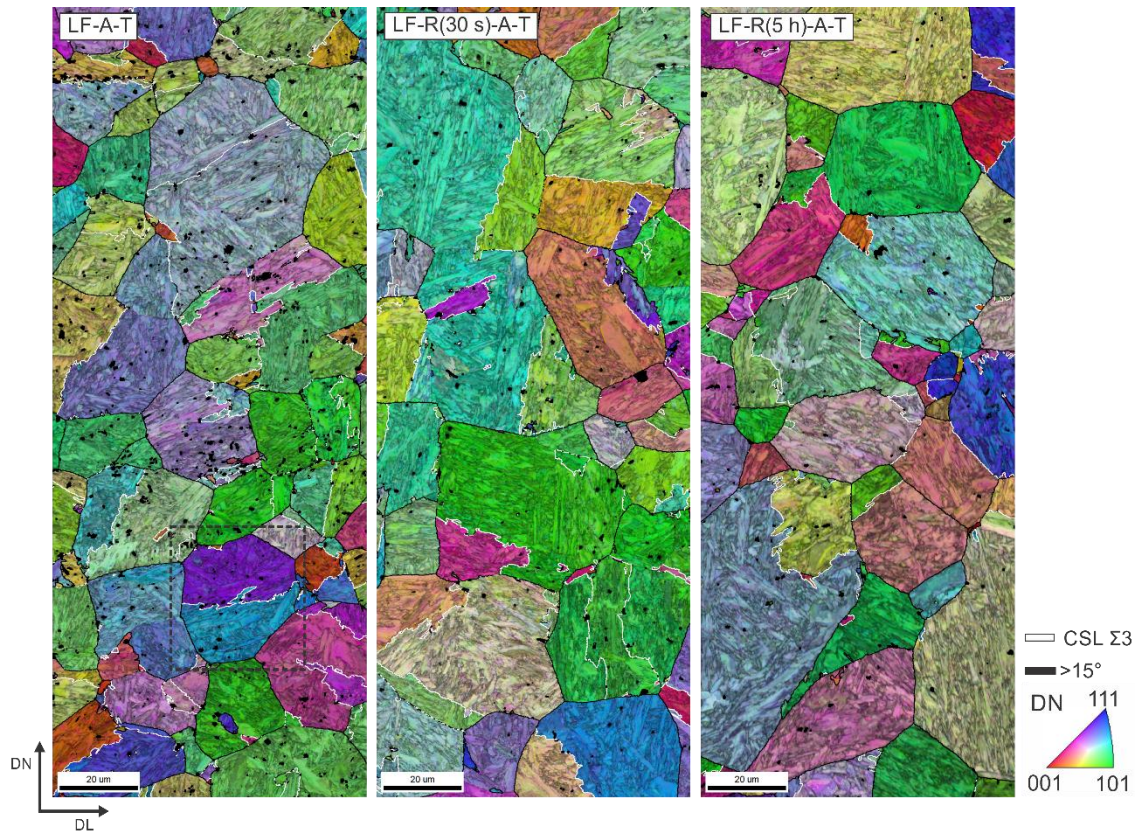 LF-A-T
LF-R(30 s)-A-T
LF-R(5 h)-A-T
CSL Σ3
>15°
DN
111
001
101
DN
DL
20 um
20 um
20 um